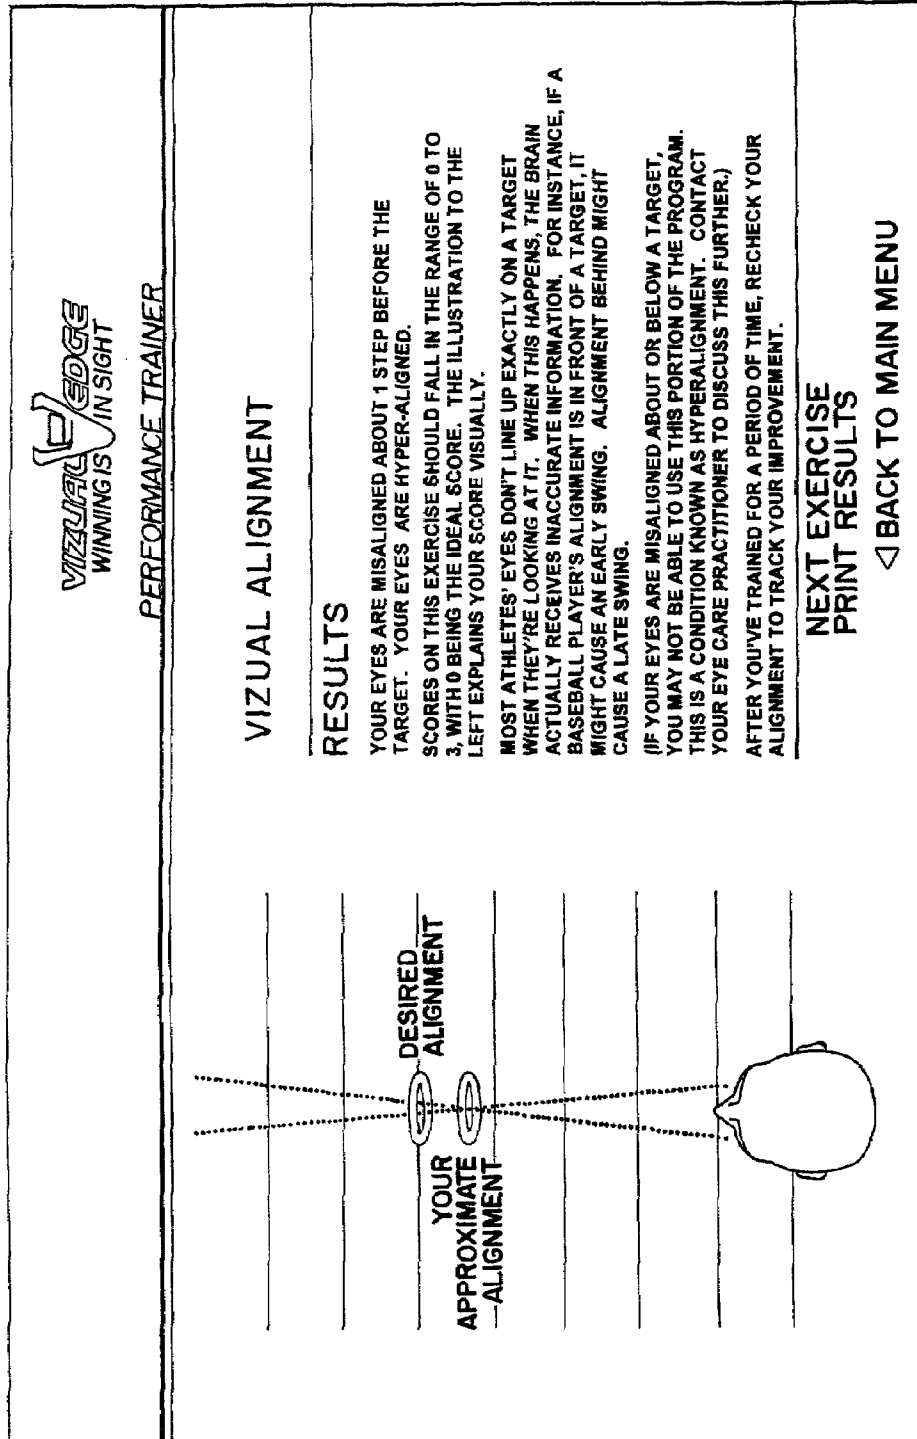 VIZUAL EDGE
WINNING IS IN SIGHT
PERFORMANCE TRAINER
VIZUAL ALIGNMENT
RESULTS
YOUR EYES ARE MISALIGNED ABOUT 1 STEP BEFORE THE
TARGET. YOUR EYES ARE HYPER-ALIGNED.
SCORES ON THIS EXERCISE SHOULD FALL IN THE RANGE OF 0 TO
3, WITH 0 BEING THE IDEAL SCORE. THE ILLUSTRATION TO THE
LEFT EXPLAINS YOUR SCORE VISUALLY.
MOST ATHLETES' EYES DON'T LINE UP EXACTLY ON A TARGET
WHEN THEY'RE LOOKING AT IT. WHEN THIS HAPPENS, THE BRAIN
ACTUALLY RECEIVES INACCURATE INFORMATION. FOR INSTANCE, IF A
BASEBALL PLAYER'S ALIGNMENT IS IN FRONT OF A TARGET, IT
MIGHT CAUSE AN EARLY SWING. ALIGNMENT BEHIND MIGHT
CAUSE A LATE SWING.
(IF YOUR EYES ARE MISALIGNED ABOUT OR BELOW A TARGET,
YOU MAY NOT BE ABLE TO USE THIS PORTION OF THE PROGRAM.
THIS IS A CONDITION KNOWN AS HYPERALIGNMENT. CONTACT
YOUR EYE CARE PRACTITIONER TO DISCUSS THIS FURTHER.)
AFTER YOU'VE TRAINED FOR A PERIOD OF TIME, RECHECK YOUR
ALIGNMENT TO TRACK YOUR IMPROVEMENT.
NEXT EXERCISE
PRINT RESULTS
◁BACK TO MAIN MENU
DESIRED
ALIGNMENT
YOUR
APPROXIMATE
ALIGNMENT